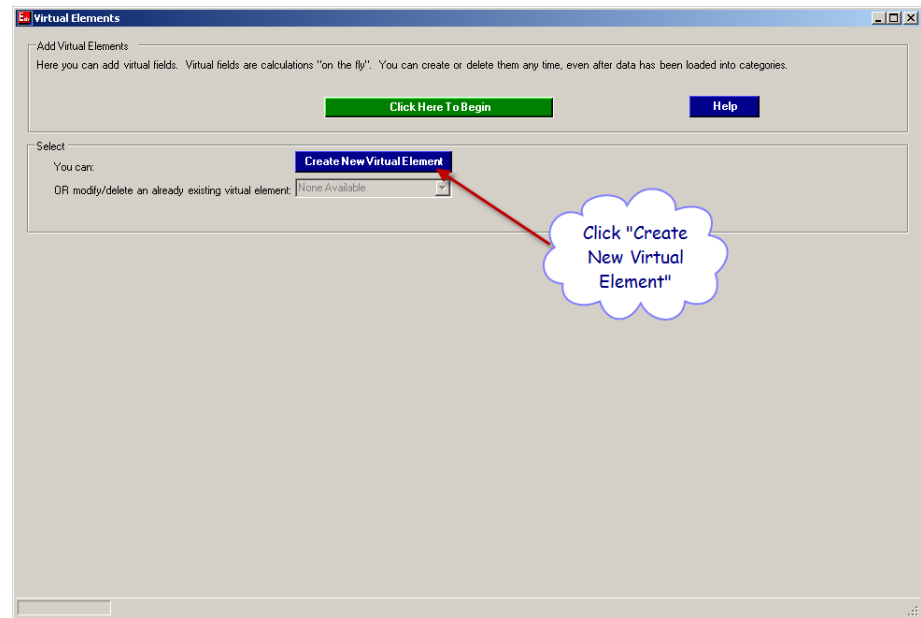 Virtual Elements
Add Virtual Elements
Here you can add virtual fields. Virtual fields are calculations "on the fly". You can create or delete them any time, even after data has been loaded into categories.
Click Here To Begin
Help
Select
You can:
Create New Virtual Element
OR modify/delete an already existing virtual element:
None Available
Click "Create
New Virtual
Element"